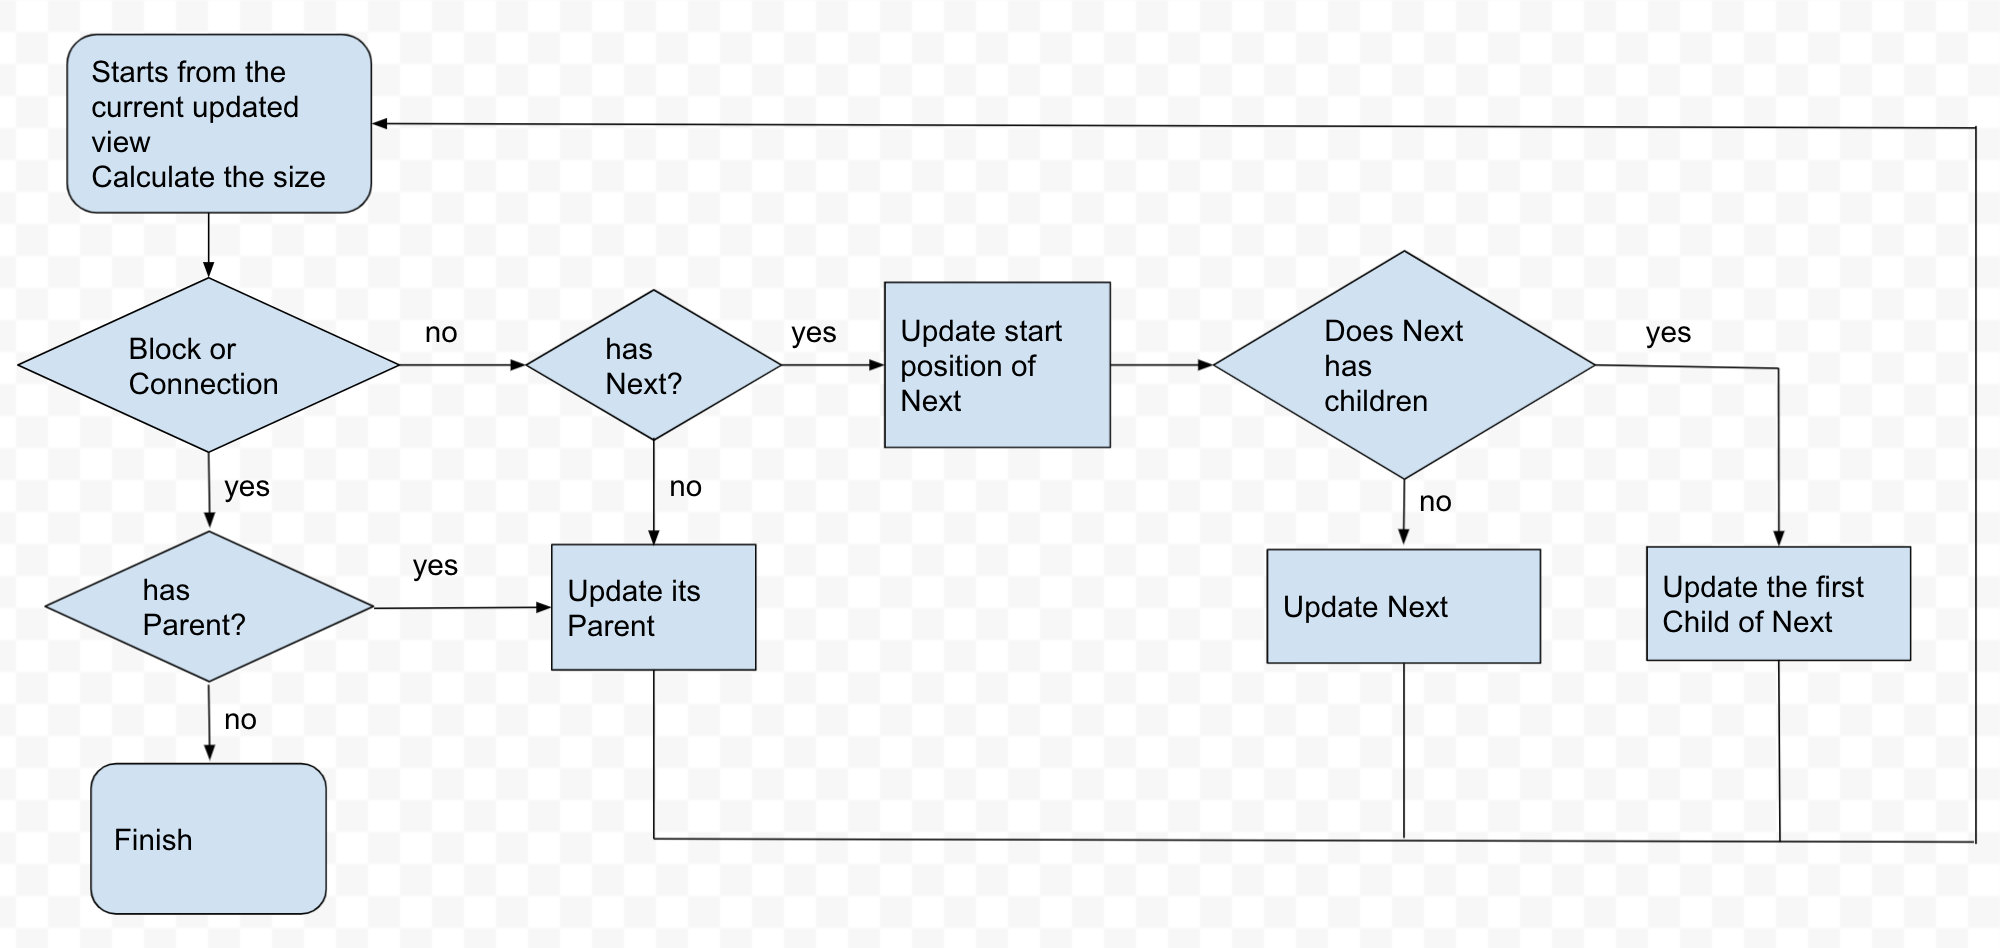 Starts from the
current updated
view
Calculate the size
Block or
Connection
no
has
Next?
yes
Update start
position of
Next
Does Next
has
children
yes
yes
no
no
has
Parent?
yes
Update its
Parent
Update Next
Update the first
Child of Next
no
Finish